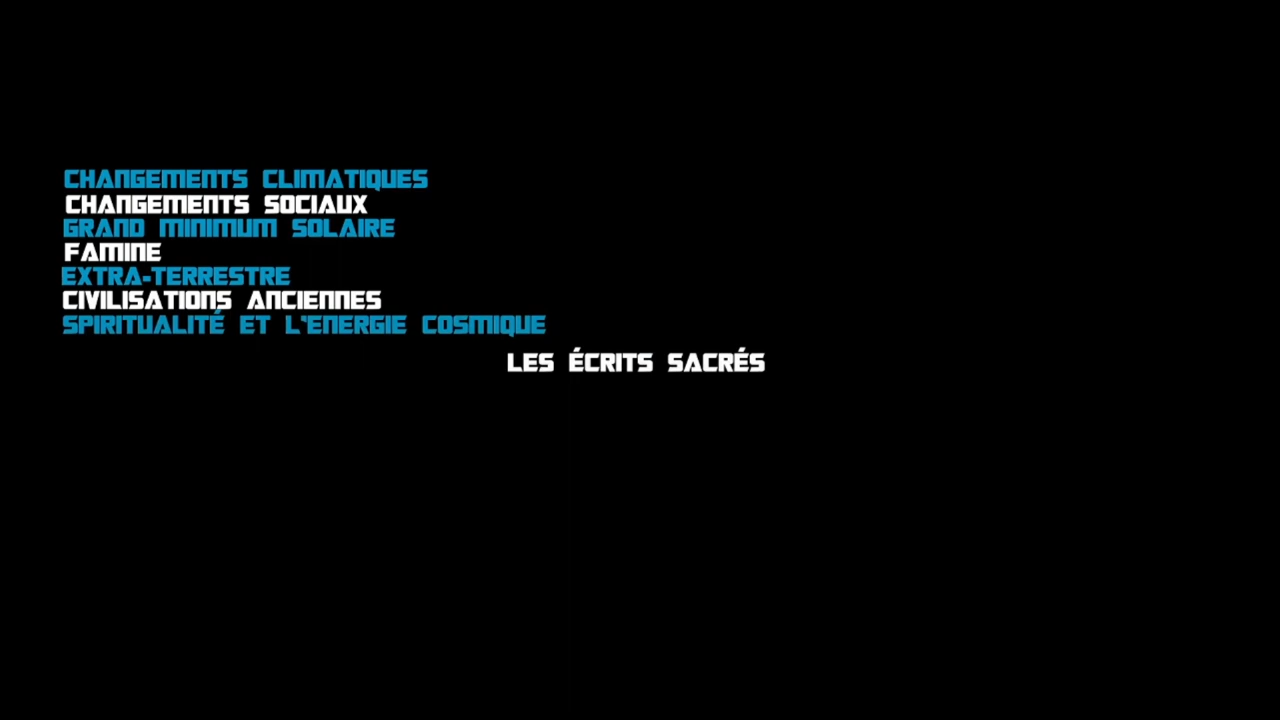 CHANGEMENTS CLIMATIQUES
CHANGEMENTS SOCIAUX
GRAND MINIMUM SOLAIRE
FAMINE
EXTRA-TERRESTRE
CIVILISATIONS ANCIENNES
SPIRITUALITÉ ET L'ENERGIE COSMIQUE
LES ÉCRITS SACRÉS